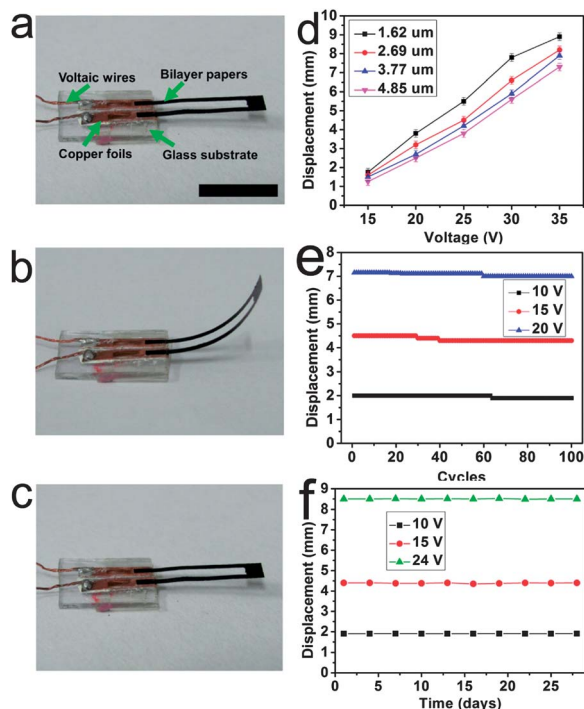 a
Voltaic wires
Bilayer papers
Copper foils
Glass substrate
b
c
d
Displacement (mm)
10
9
8
7
6
5
4
3
2
1
0
1.62 um
2.69 um
3.77 um
4.85 um
15 20 25 30 35
Voltage (V)
e
Displacement (mm)
8
7
6
5
4
3
2
1
0
10 V
15 V
20 V
0 20 40 60 80 100
Cycles
f
Displacement (mm)
9
8
7
6
5
4
3
2
1
0
10 V
15 V
24 V
0 5 10 15 20 25
Time (days)